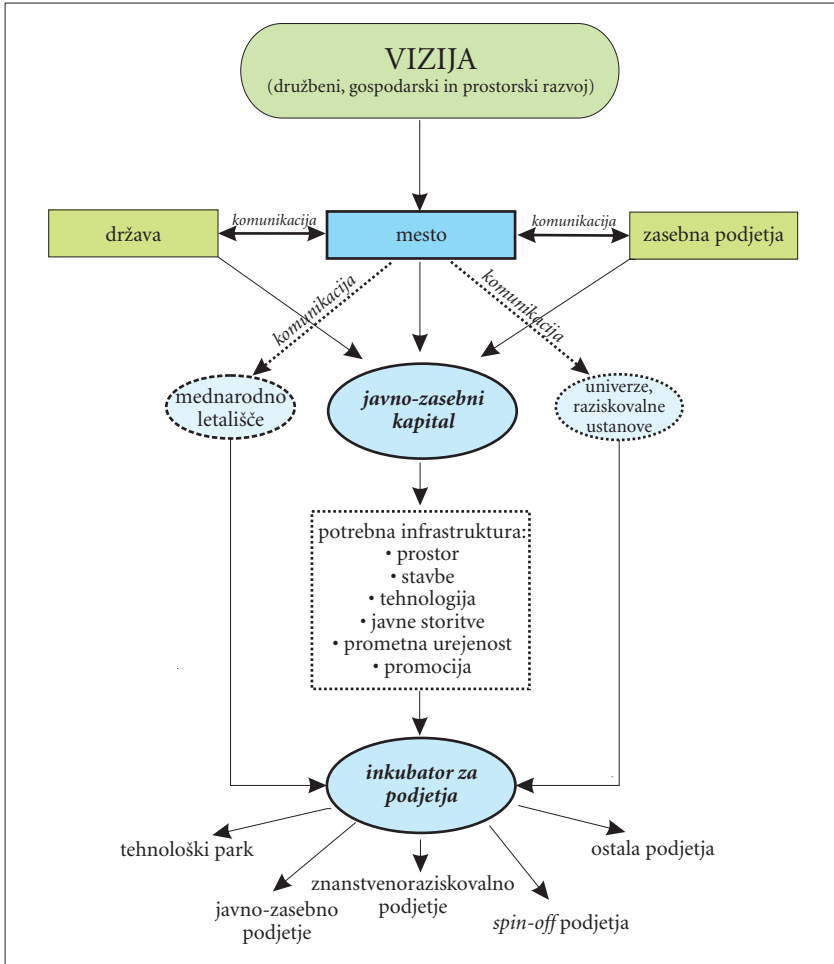 VIZIJA
(družbeni, gospodarski in prostorski razvoj)
država
komunikacija
mesto
komunikacija
zasebna podjetja
komunikacija
komunikacija
mednarodno
letališče
javno-zasebni
kapital
univerze,
raziskovalne
ustanove
potrebna infrastruktura:
• prostor
• stavbe
• tehnologija
• javne storitve
• prometna urejenost
• promocija
inkubator za
podjetja
tehnološki park
javno-zasebno
podjetje
znanstvenoraziskovalno
podjetje
spin-off podjetja
ostala podjetja